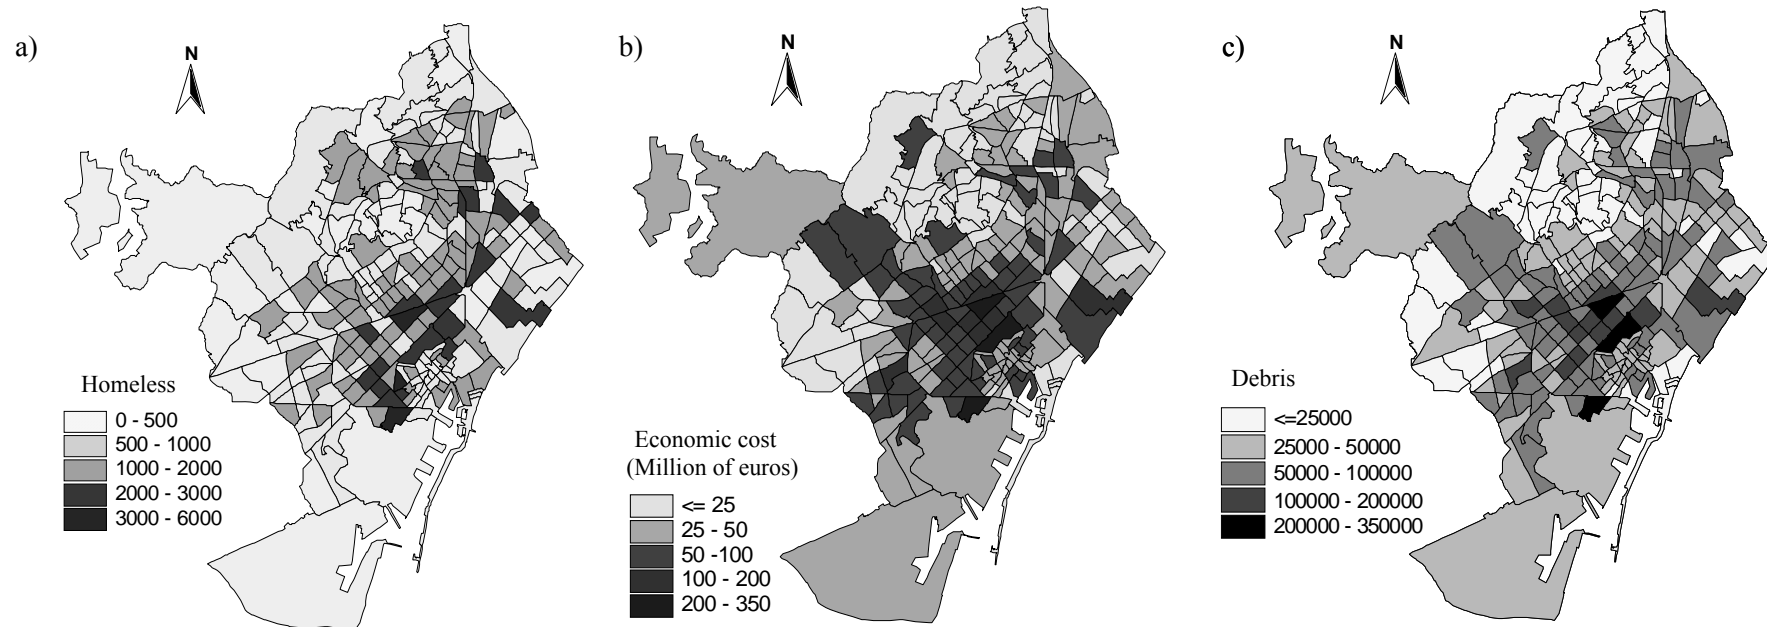 a)
N
Homeless
0 - 500
500 - 1000
1000 - 2000
2000 - 3000
3000 - 6000
b)
N
Economic cost
(Million of euros)
<= 25
25 - 50
50 -100
100 - 200
200 - 350
c)
N
Debris
<=25000
25000 - 50000
50000 - 100000
100000 - 200000
200000 - 350000